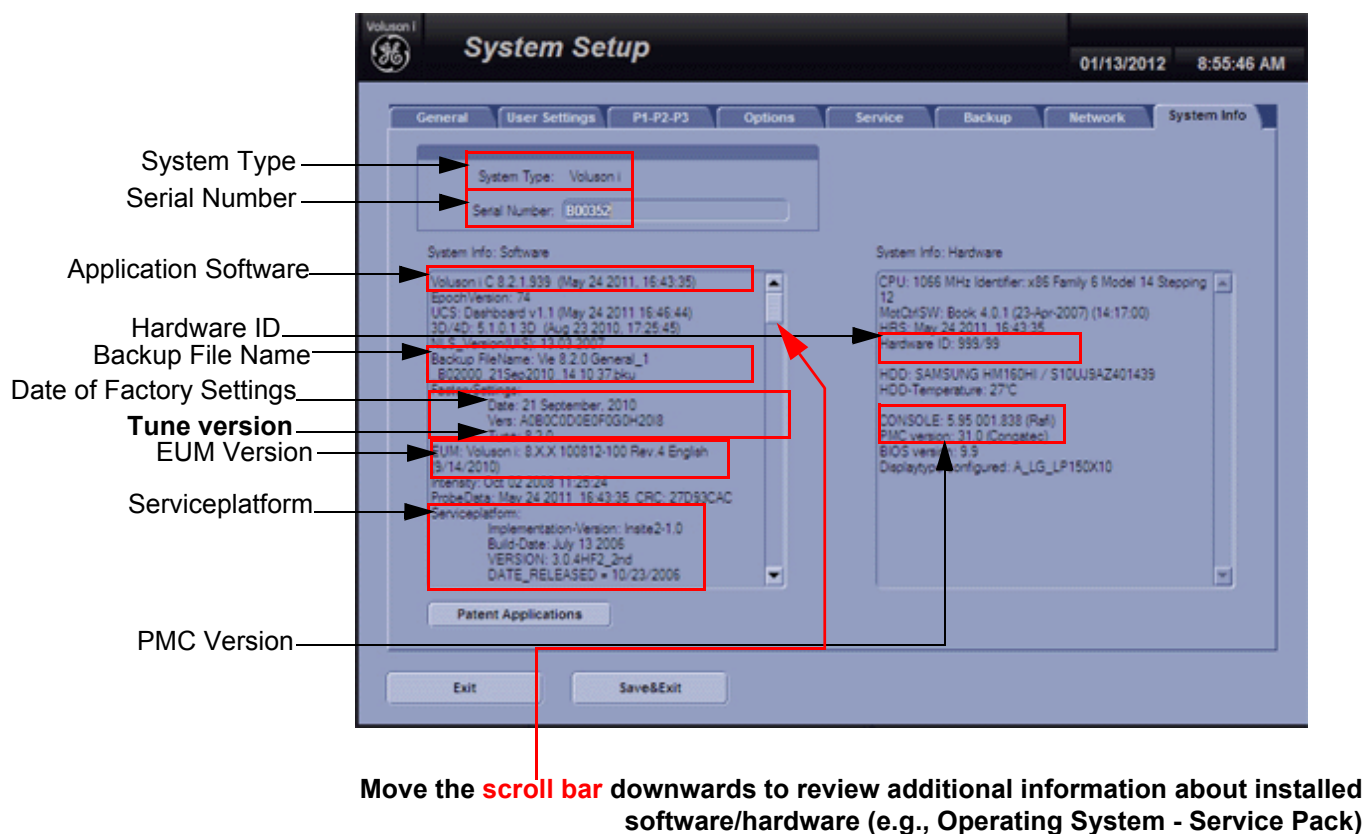 Voluson i
System Setup
01/13/2012 8:55:46 AM
General User Settings P1-P2-P3 Options Service Backup Network System Info
System Type
Serial Number
Application Software
Hardware ID
Backup File Name
Date of Factory Settings
Tune version
EUM Version
Serviceplatform
PMC Version
System Type: Voluson i
Serial Number: B00352
System Info: Software
Voluson i C 8.2.1.939 (May 24 2011, 16:43:35)
EpochVersion: 74
UCS: Dashboard v1.1 (May 24 2011 16:46:44)
3D/4D: 5.1.0.1 3D (Aug 23 2010, 17:25:45)
NLS_Version(UIS): 13.03.2007
Backup FileName: Vie 8.2.0 General_1
_B02000_21Sep2010_14 10 37.bku
FactorySettings:
Date: 21 September, 2010
Vers: A0B0C0D0E0F0G0H20I8
Tune: 8.2.0
EUM: Voluson i: 8.X.X 100812-100 Rev.4 English
(9/14/2010)
Intensity: Oct 02 2008 11:25:24
ProbeData: May 24 2011 16:43:35 CRC: 27D93CAC
Serviceplatform:
Implementation-Version: Insite2-1.0
Build-Date: July 13 2006
VERSION: 3.0.4HF2_2nd
DATE_RELEASED = 10/23/2006
System Info: Hardware
CPU: 1066 MHz Identifier: x86 Family 6 Model 14 Stepping
12
MotCtrlSW: Book 4.0.1 (23-Apr-2007) (14:17:00)
HRS: May 24 2011 16:43:35
Hardware ID: 999/99
HDD: SAMSUNG HM160HI / S10UJ9AZ401439
HDD-Temperature: 27°C
CONSOLE: 5.95 001.838 (Rafi)
PMC version: 31.0 (Congatec)
BIOS version: 9.9
configured: A_LG_LP150X10
Patent Applications
Exit Save&Exit
Move the scroll bar downwards to review additional information about installed
software/hardware (e.g., Operating System - Service Pack)